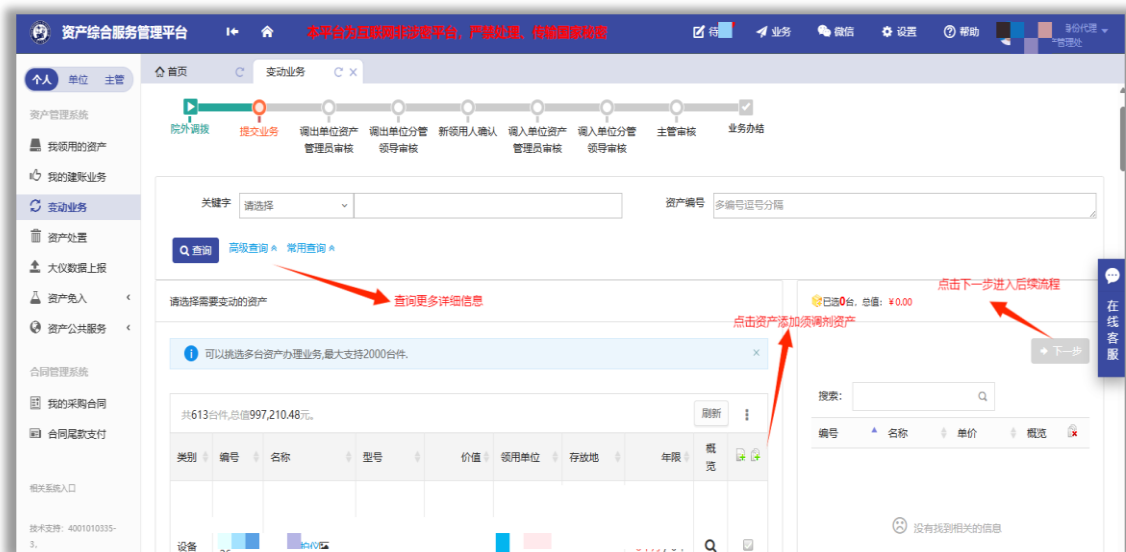 资产综合服务管理平台
本平台为互联网非涉密平台，严禁处理、传输国家秘密
待
业务
微信
设置
帮助
身份代理
管理处
个人 单位 主管
首页
变动业务
资产管理系统
我领用的资产
我的建账业务
变动业务
资产处置
大仪数据上报
资产免入
资产公共服务
合同管理系统
我的采购合同
合同尾款支付
相关系统入口
技术支持：4001010335-
3,
院外调拨
提交业务
调出单位资产
管理员审核
调出单位分管
领导审核
新领用人确认
调入单位资产
管理员审核
调入单位分管
领导审核
主管审核
业务办结
关键字 请选择
资产编号 多编号逗号分隔
查询 高级查询 常用查询
查询更多详细信息
点击下一步进入后续流程
请选择需要变动的资产
已选0台，总值：￥0.00
点击资产添加须调剂资产
可以挑选多台资产办理业务,最大支持2000台件.
下一步
共613台件,总值997,210.48元。
刷新
搜索：
类别 编号 名称 型号 价值 领用单位 存放地 年限 概览
编号 名称 单价 概览
设备
没有找到相关的信息
在线客服